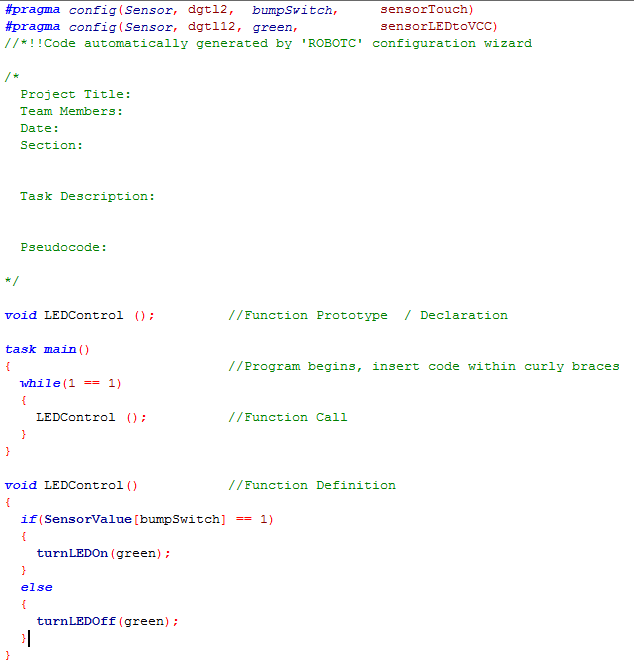 #pragma config(Sensor, dgtl2,  bumpSwitch,     sensorTouch)
#pragma config(Sensor, dgtl12, green,          sensorLEDtoVCC)
//*!!Code automatically generated by 'ROBOTC' configuration wizard
/*
  Project Title:
  Team Members:
  Date:
  Section:
  Task Description:
  Pseudocode:
*/
void LEDControl ();         //Function Prototype  / Declaration
task main()
{                           //Program begins, insert code within curly braces
  while(1 == 1)
  {
    LEDControl ();          //Function Call
  }
}
void LEDControl()           //Function Definition
{
  if(SensorValue[bumpSwitch] == 1)
  {
    turnLEDOn(green);
  }
  else
  {
    turnLEDOff(green);
  }
}